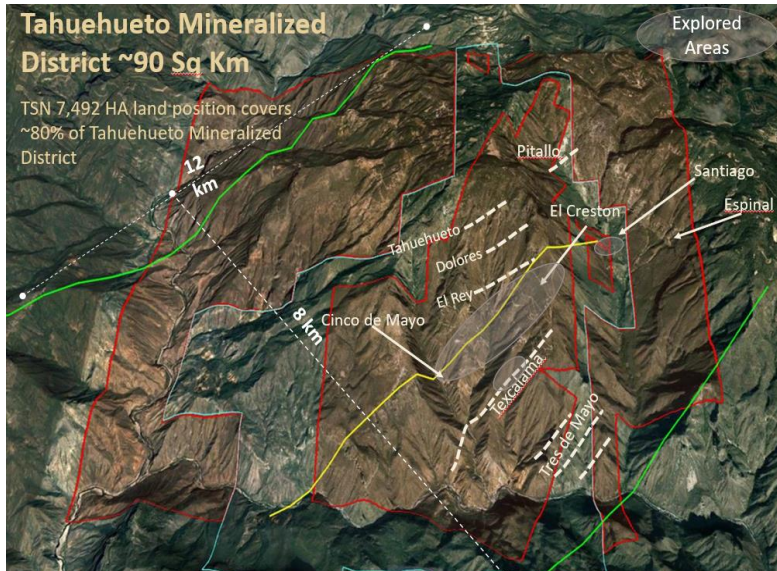 Tahuehueto Mineralized
District ~90 Sq Km
TSN 7,492 HA land position covers
~80% of Tahuehueto Mineralized
District
Explored
Areas
12
km
Pitallo
Santiago
El Creston
Espinal
Tahuehueto
Dolores
El Rey
8 km
Cinco de Mayo
Texcalama
Tres de Mayo